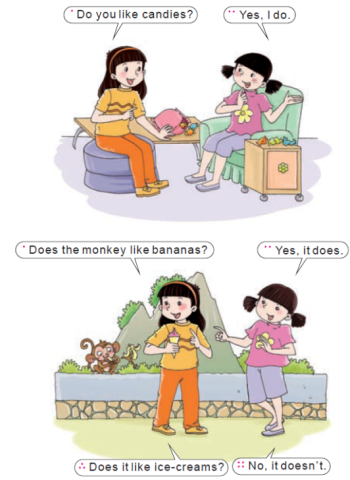 Do you like candies?
Yes, I do.
Does the monkey like bananas?
Yes, it does.
Does it like ice-creams?
No, it doesn't.